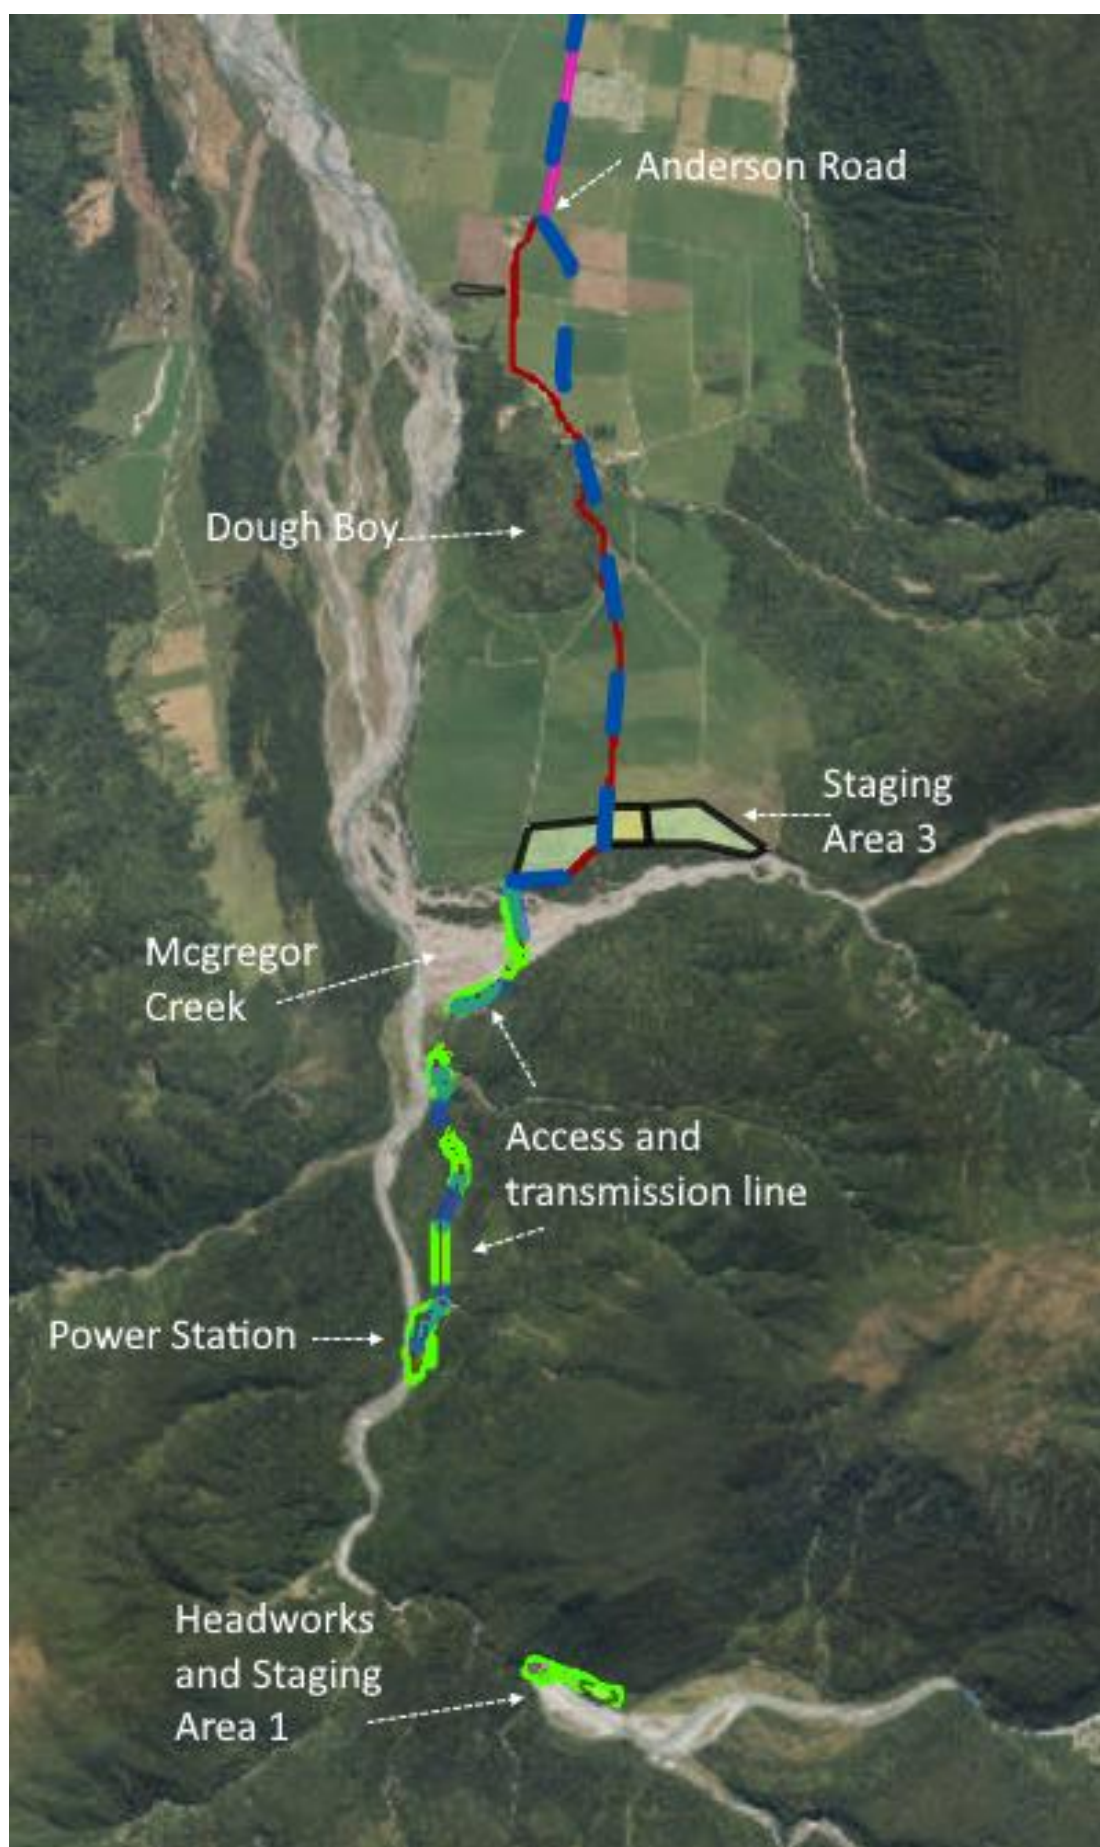 Anderson Road
Dough Boy
Staging
Area 3
Mcgregor
Creek
Access and
transmission line
Power Station
Headworks
and Staging
Area 1